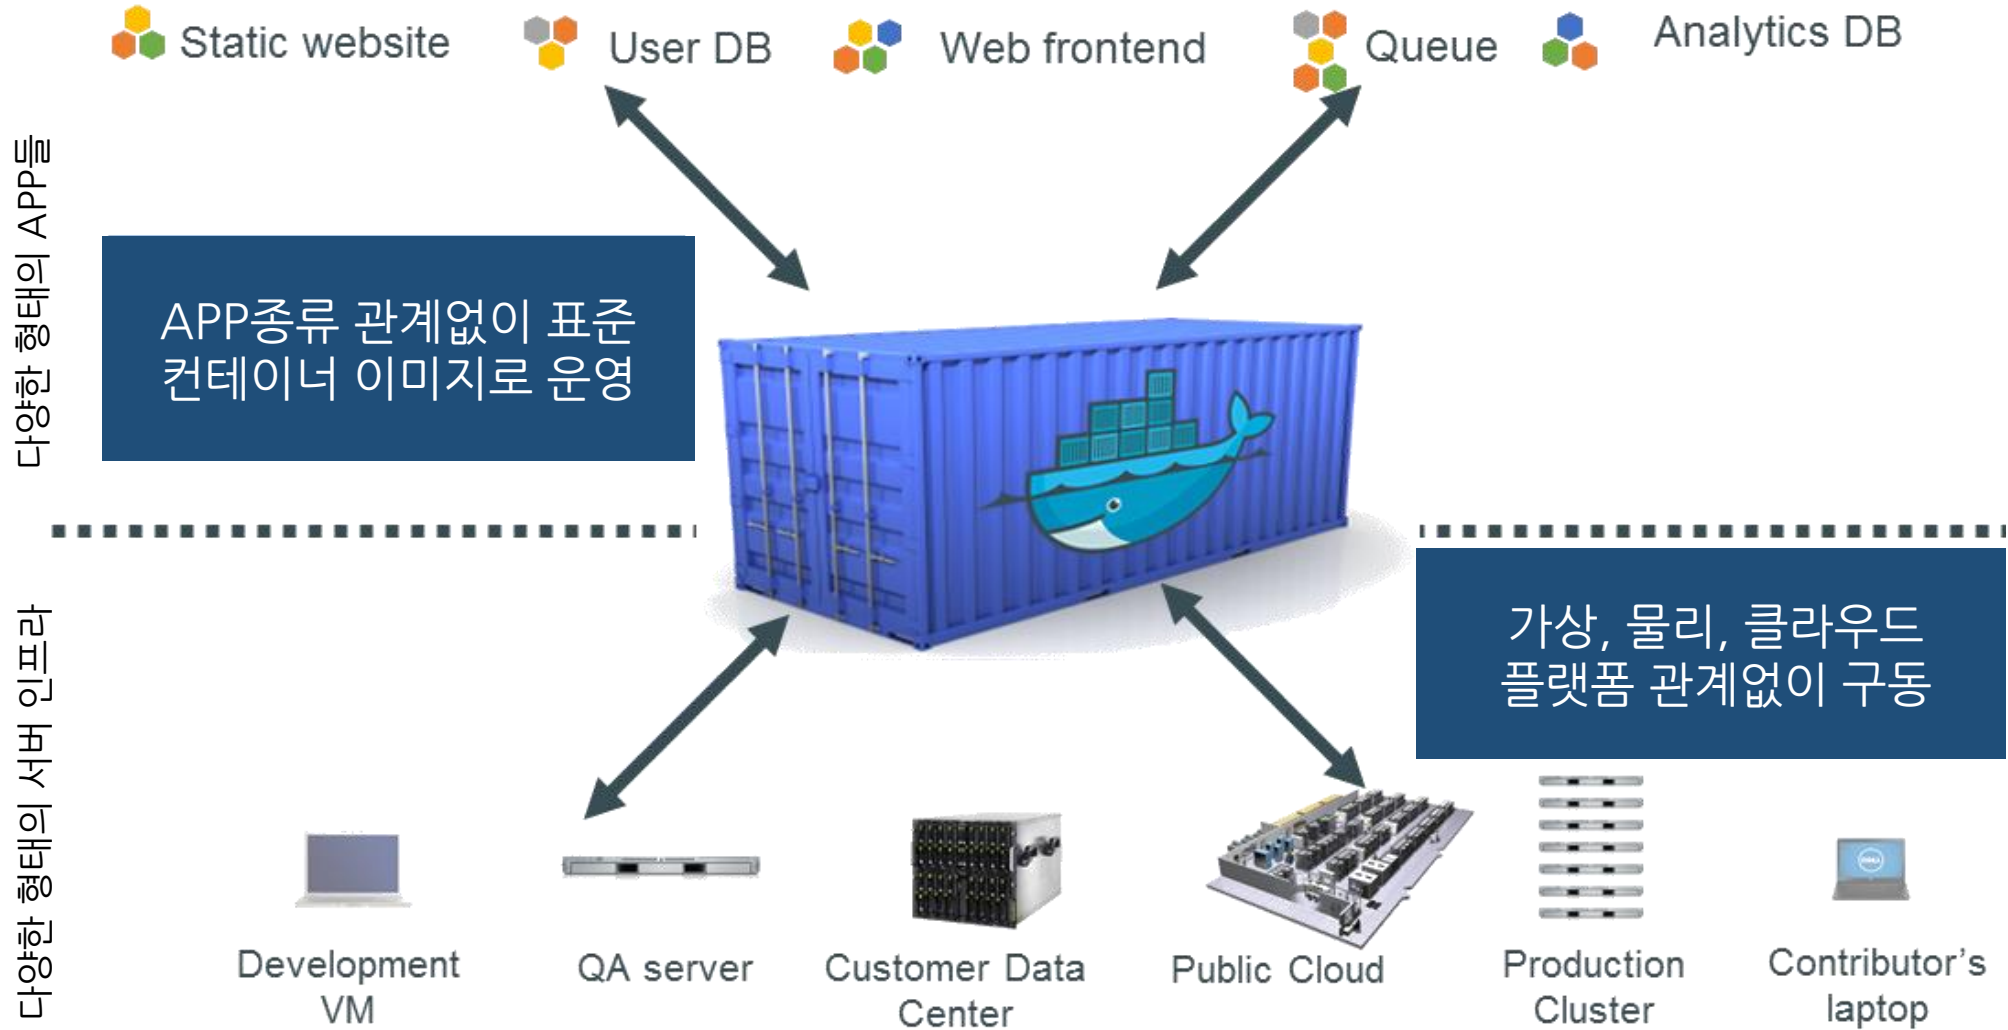 Static website
User DB
Web frontend
Queue
Analytics DB
다양한 형태의 APP들
APP종류 관계없이 표준
컨테이너 이미지로 운영
다양한 형태의 서버 인프라
가상, 물리, 클라우드
플랫폼 관계없이 구동
Development
VM
QA server
Customer Data
Center
Public Cloud
Production
Cluster
DELL
Contributor's
laptop